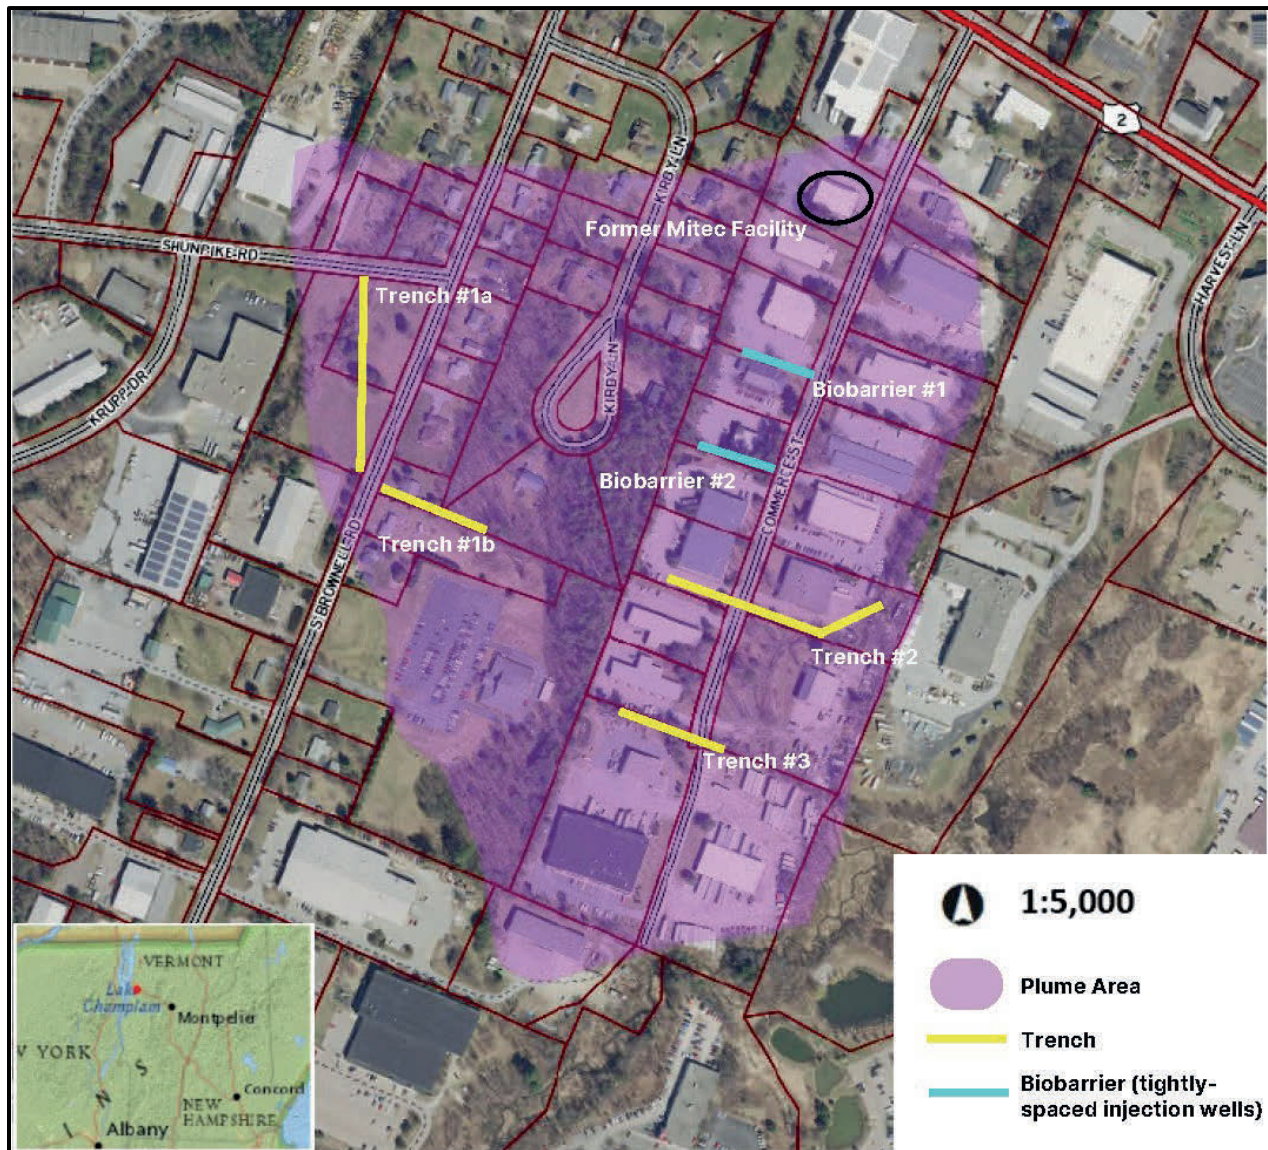 2
KIRBY LN
HARVEST LN
SHUNPIKE RD
Former Mitec Facility
Trench #1a
KIRBY LN
KRUPP DR
Biobarrier #1
COMMERCE ST
Biobarrier #2
S BROWNELL RD
Trench #1b
Trench #2
Trench #3
1:5,000
Plume Area
Trench
Biobarrier (tightly-
spaced injection wells)
VERMONT
Lake
Champlain
Montpelier
W YORK
S
N
I
Concord
NEW
HAMPSHIRE
Albany